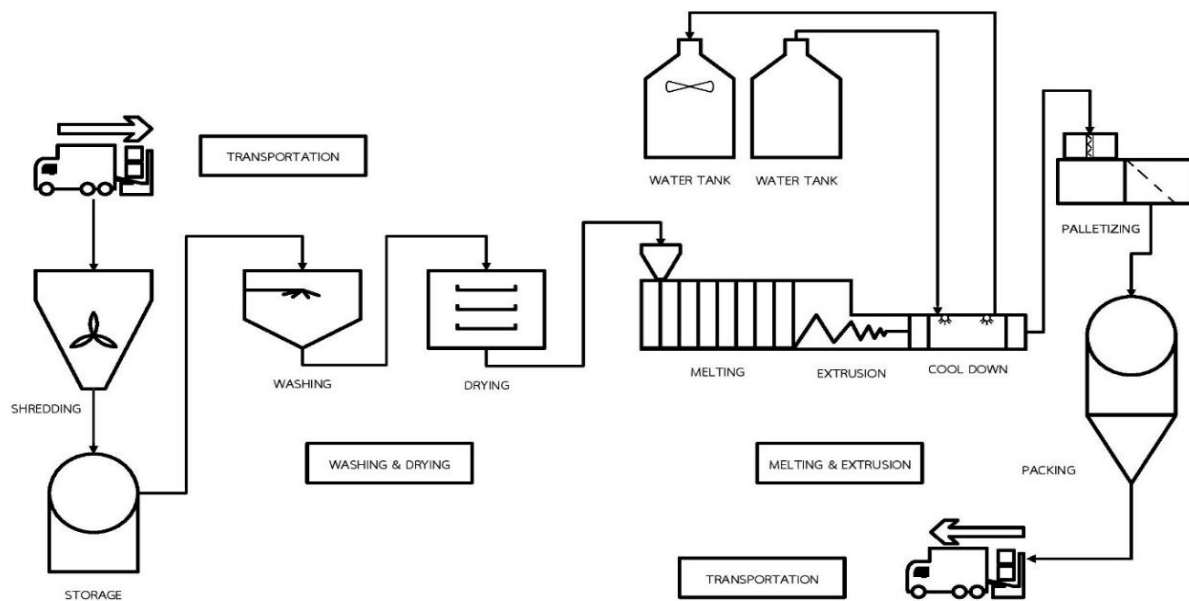 TRANSPORTATION
WATER TANK
WATER TANK
PALLETIZING
SHREDDING
WASHING
DRYING
MELTING
EXTRUSION
COOL DOWN
WASHING & DRYING
MELTING & EXTRUSION
PACKING
STORAGE
TRANSPORTATION